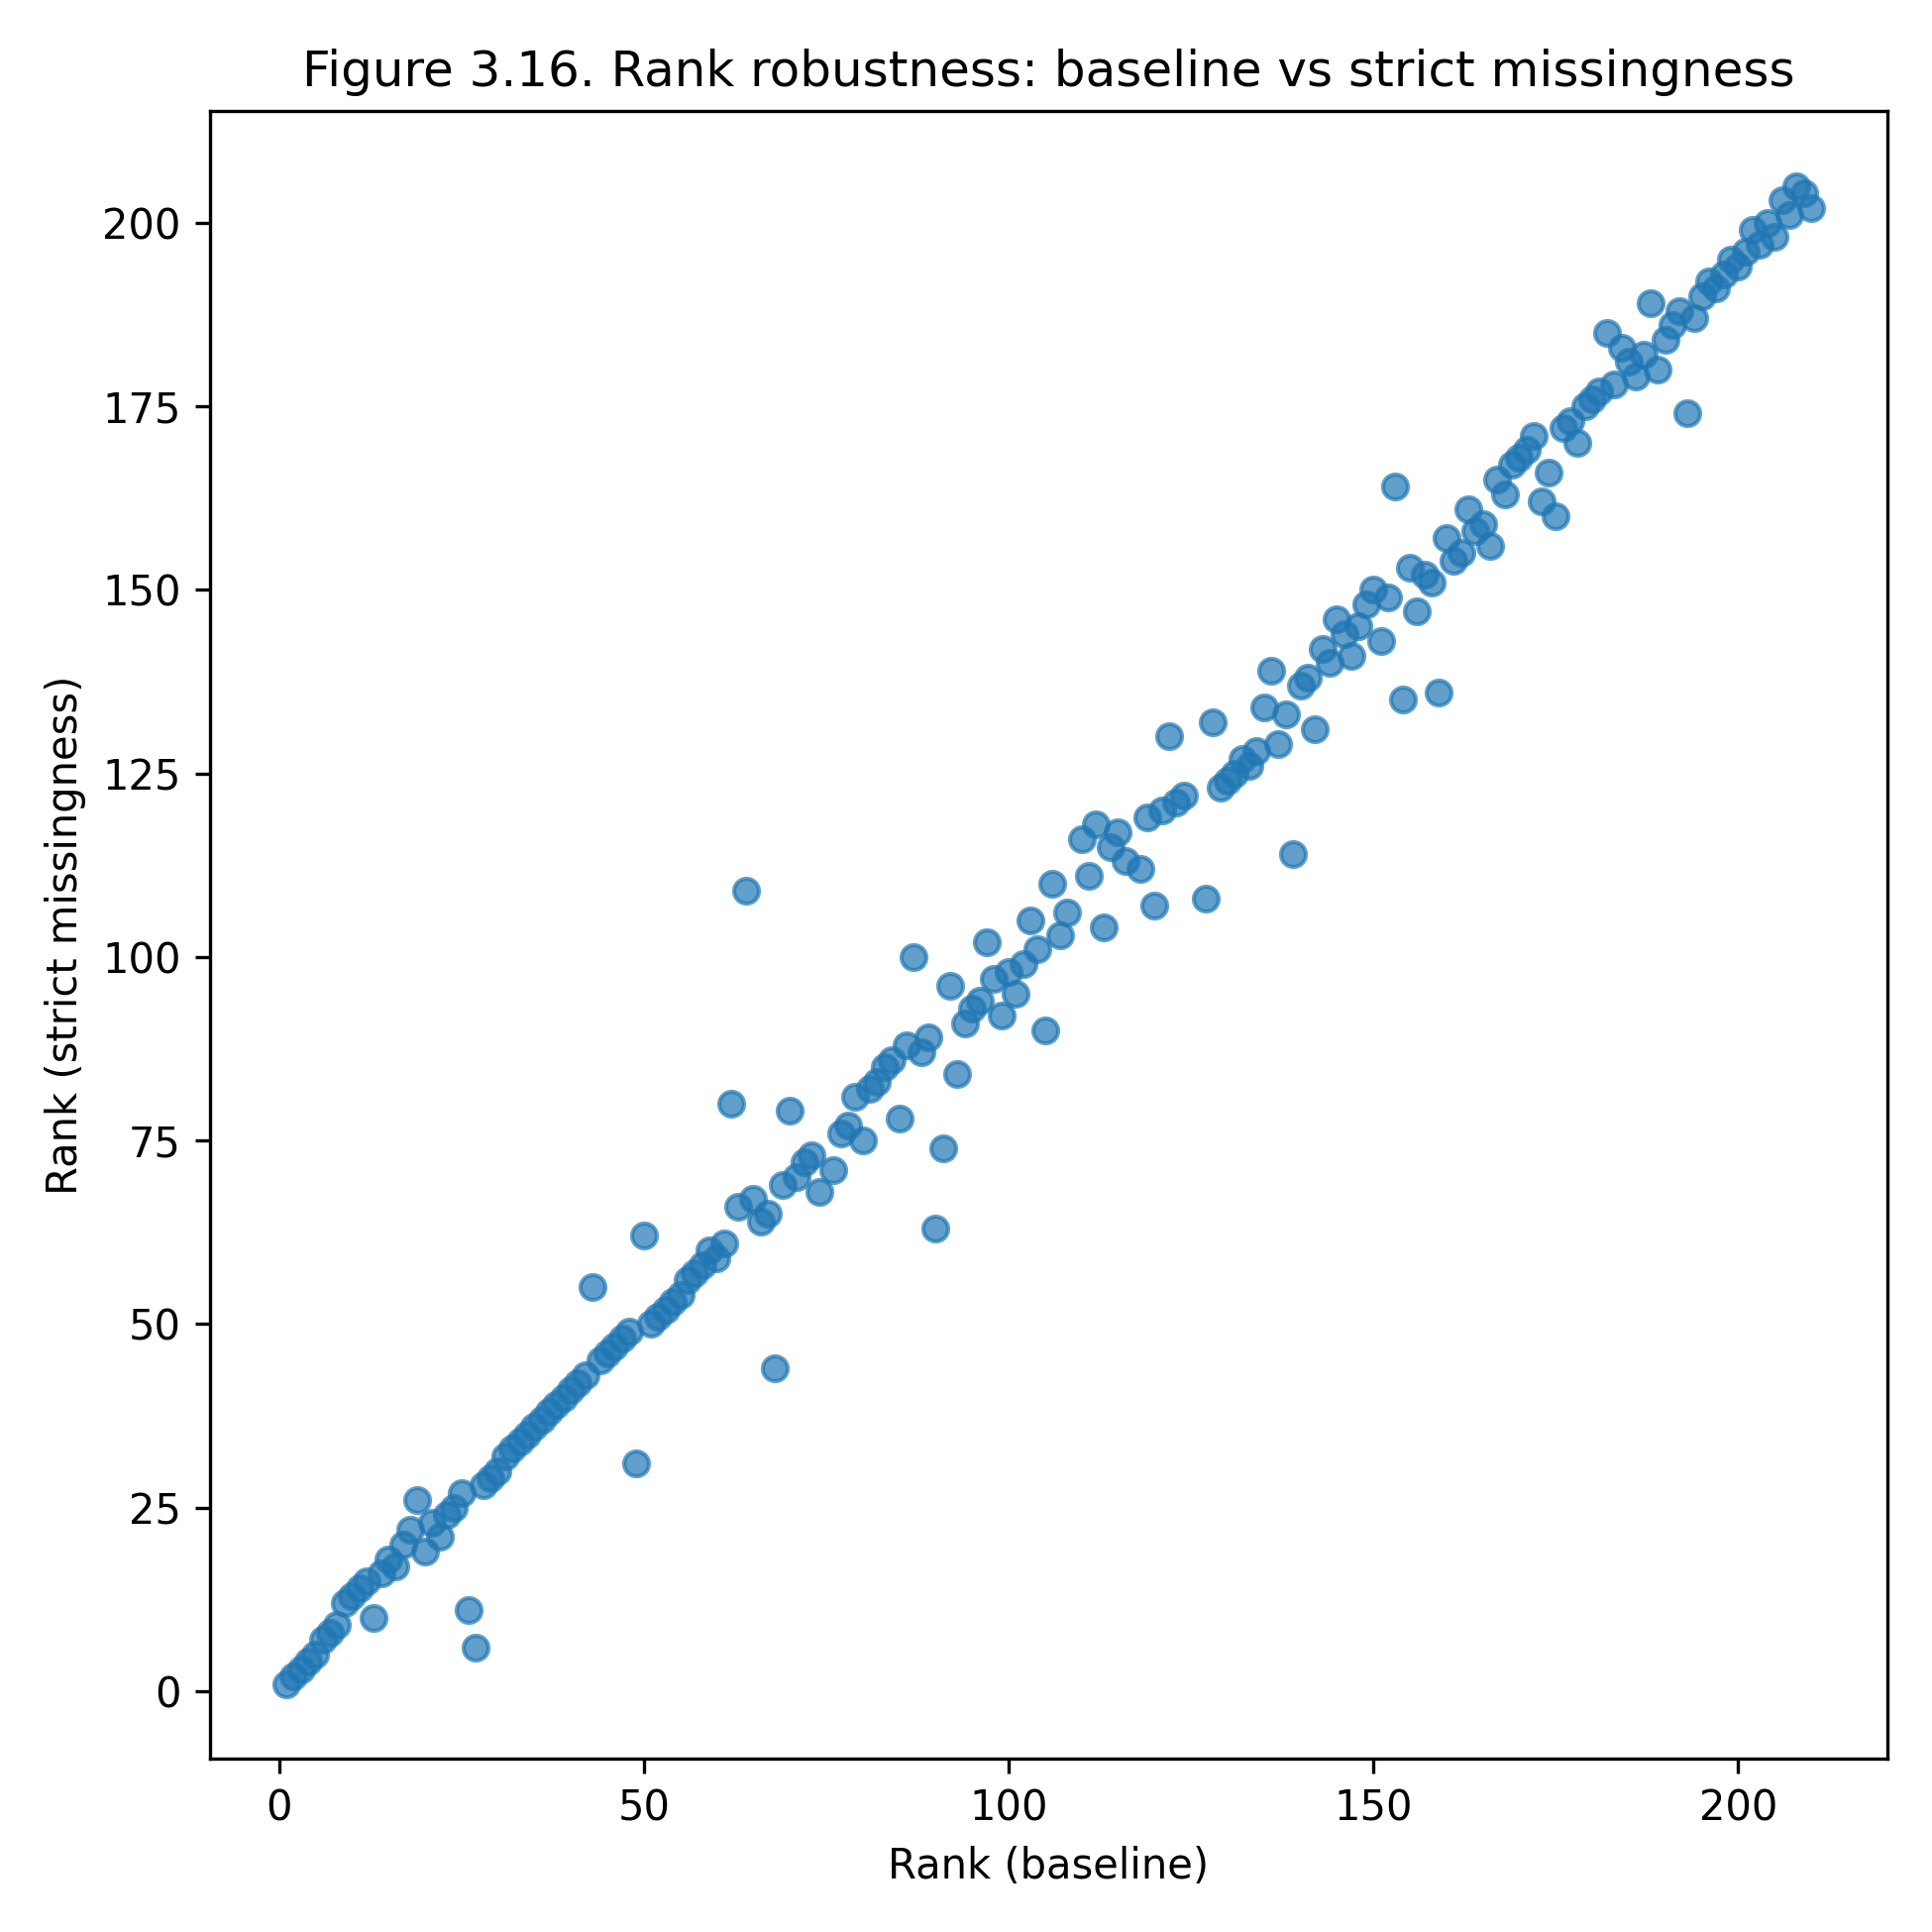 Figure 3.16. Rank robustness: baseline vs strict missingness
200
175
150
125
100
75
50
25
0
Rank (strict missingness)
0 50 100 150 200
Rank (baseline)